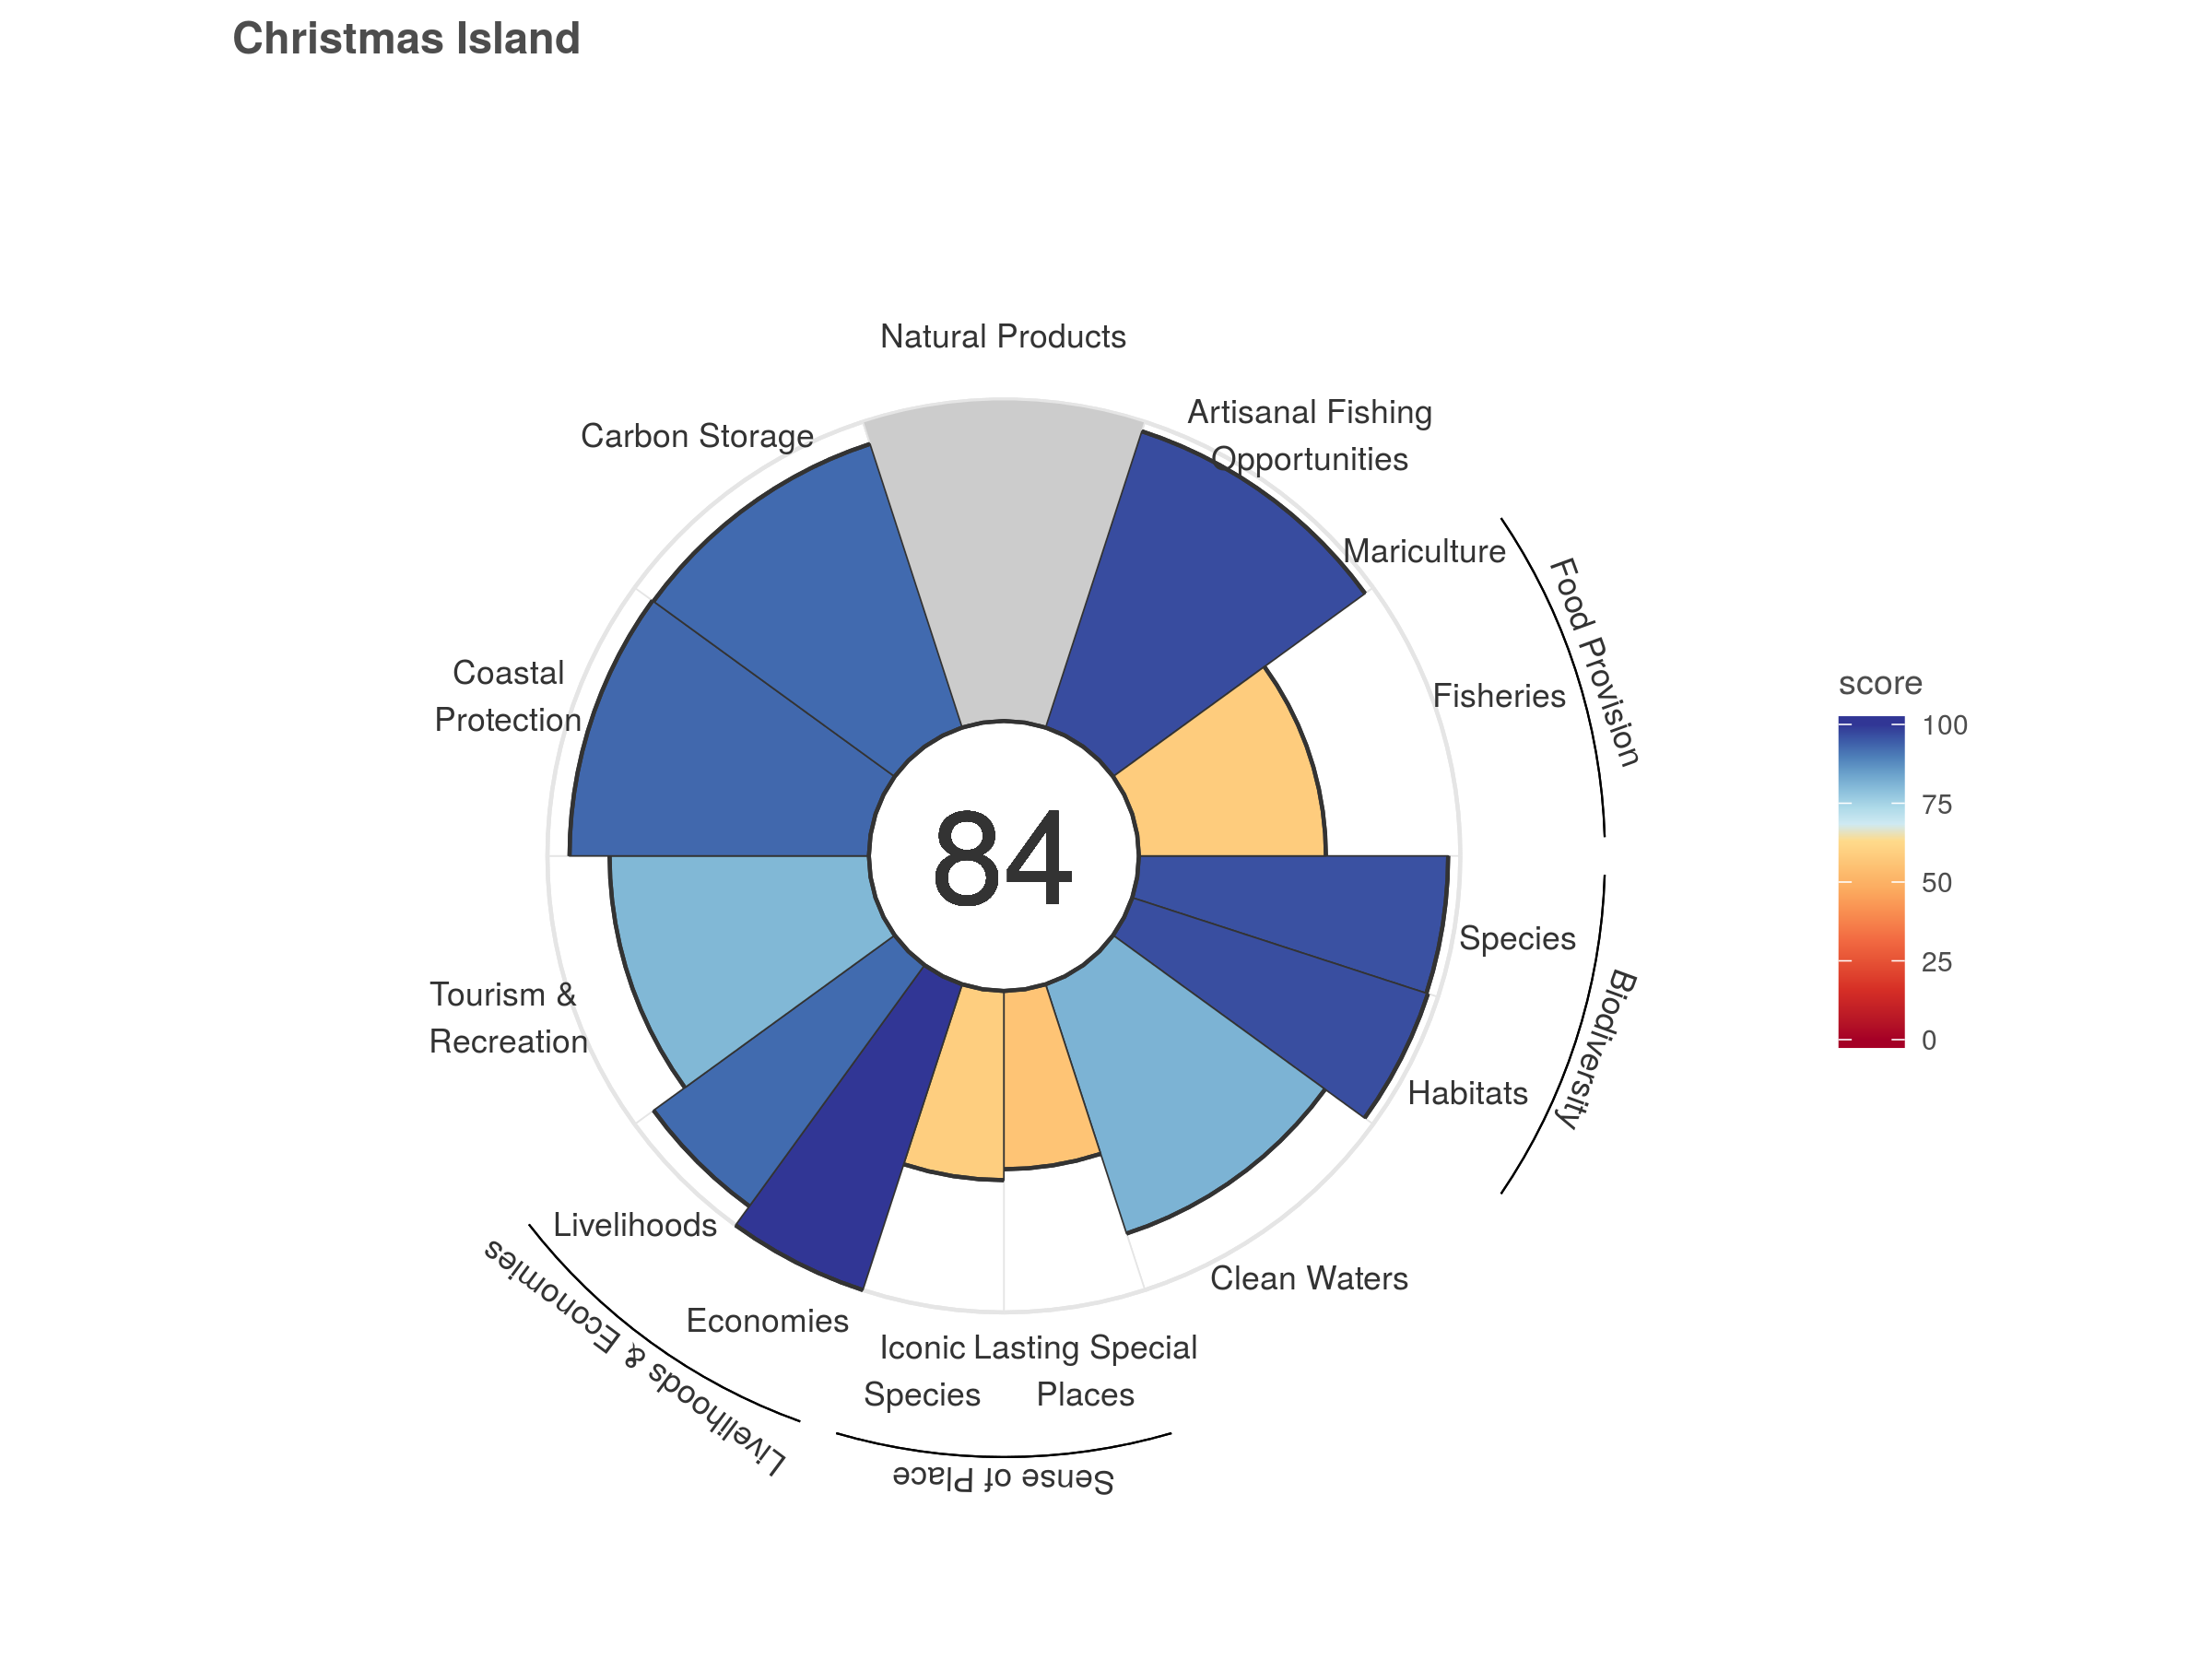 Christmas Island
Natural Products
Artisanal Fishing
Opportunities
Carbon Storage
Mariculture
Food Provision
Fisheries
Coastal
Protection
score
100
75
50
25
0
84
Species
Biodiversity
Tourism &
Recreation
Habitats
Livelihoods
Livelihoods & Economies
Clean Waters
Economies
Iconic
Species
Lasting Special
Places
Sense of Place